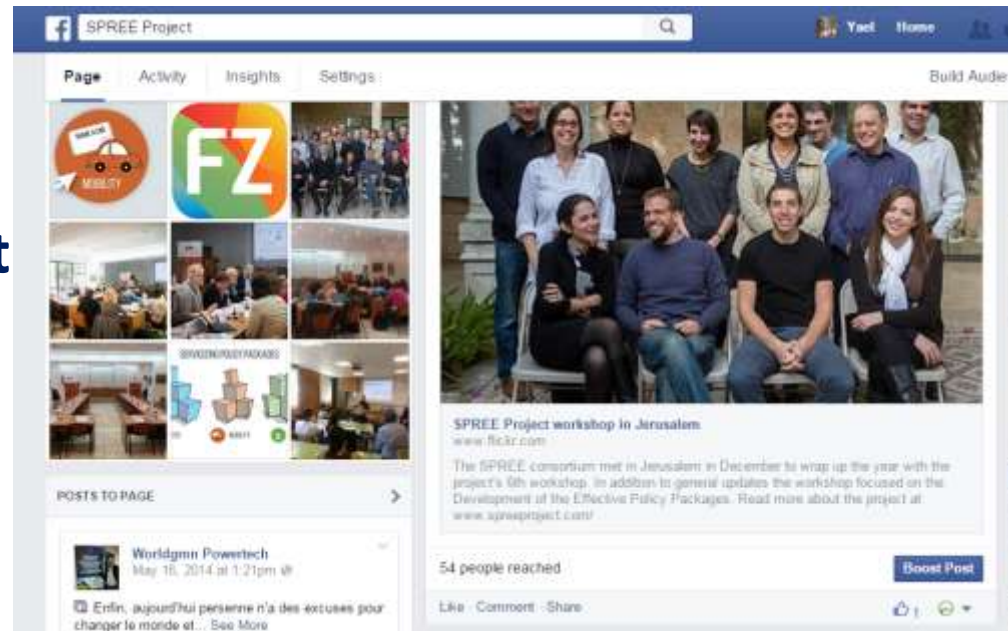 SPREE Project
Yael Home
Page Activity Insights Settings
Build Audie
t
MOBILITY
FZ
SERVICIZING POLICY PACKAGES
MOBILITY
POSTS TO PAGE
Worldgmn Powertech
May 16, 2014 at 1:21pm
Enfin, aujourd'hui personne n'a des excuses pour
changer le monde et... See More
SPREE Project workshop in Jerusalem
www.flickr.com
The SPREE consortium met in Jerusalem in December to wrap up the year with the
project's 6th workshop. In addition to general updates the workshop focused on the
Development of the Effective Policy Packages. Read more about the project at
www.spreeproject.com/
54 people reached
Boost Post
Like Comment Share
1